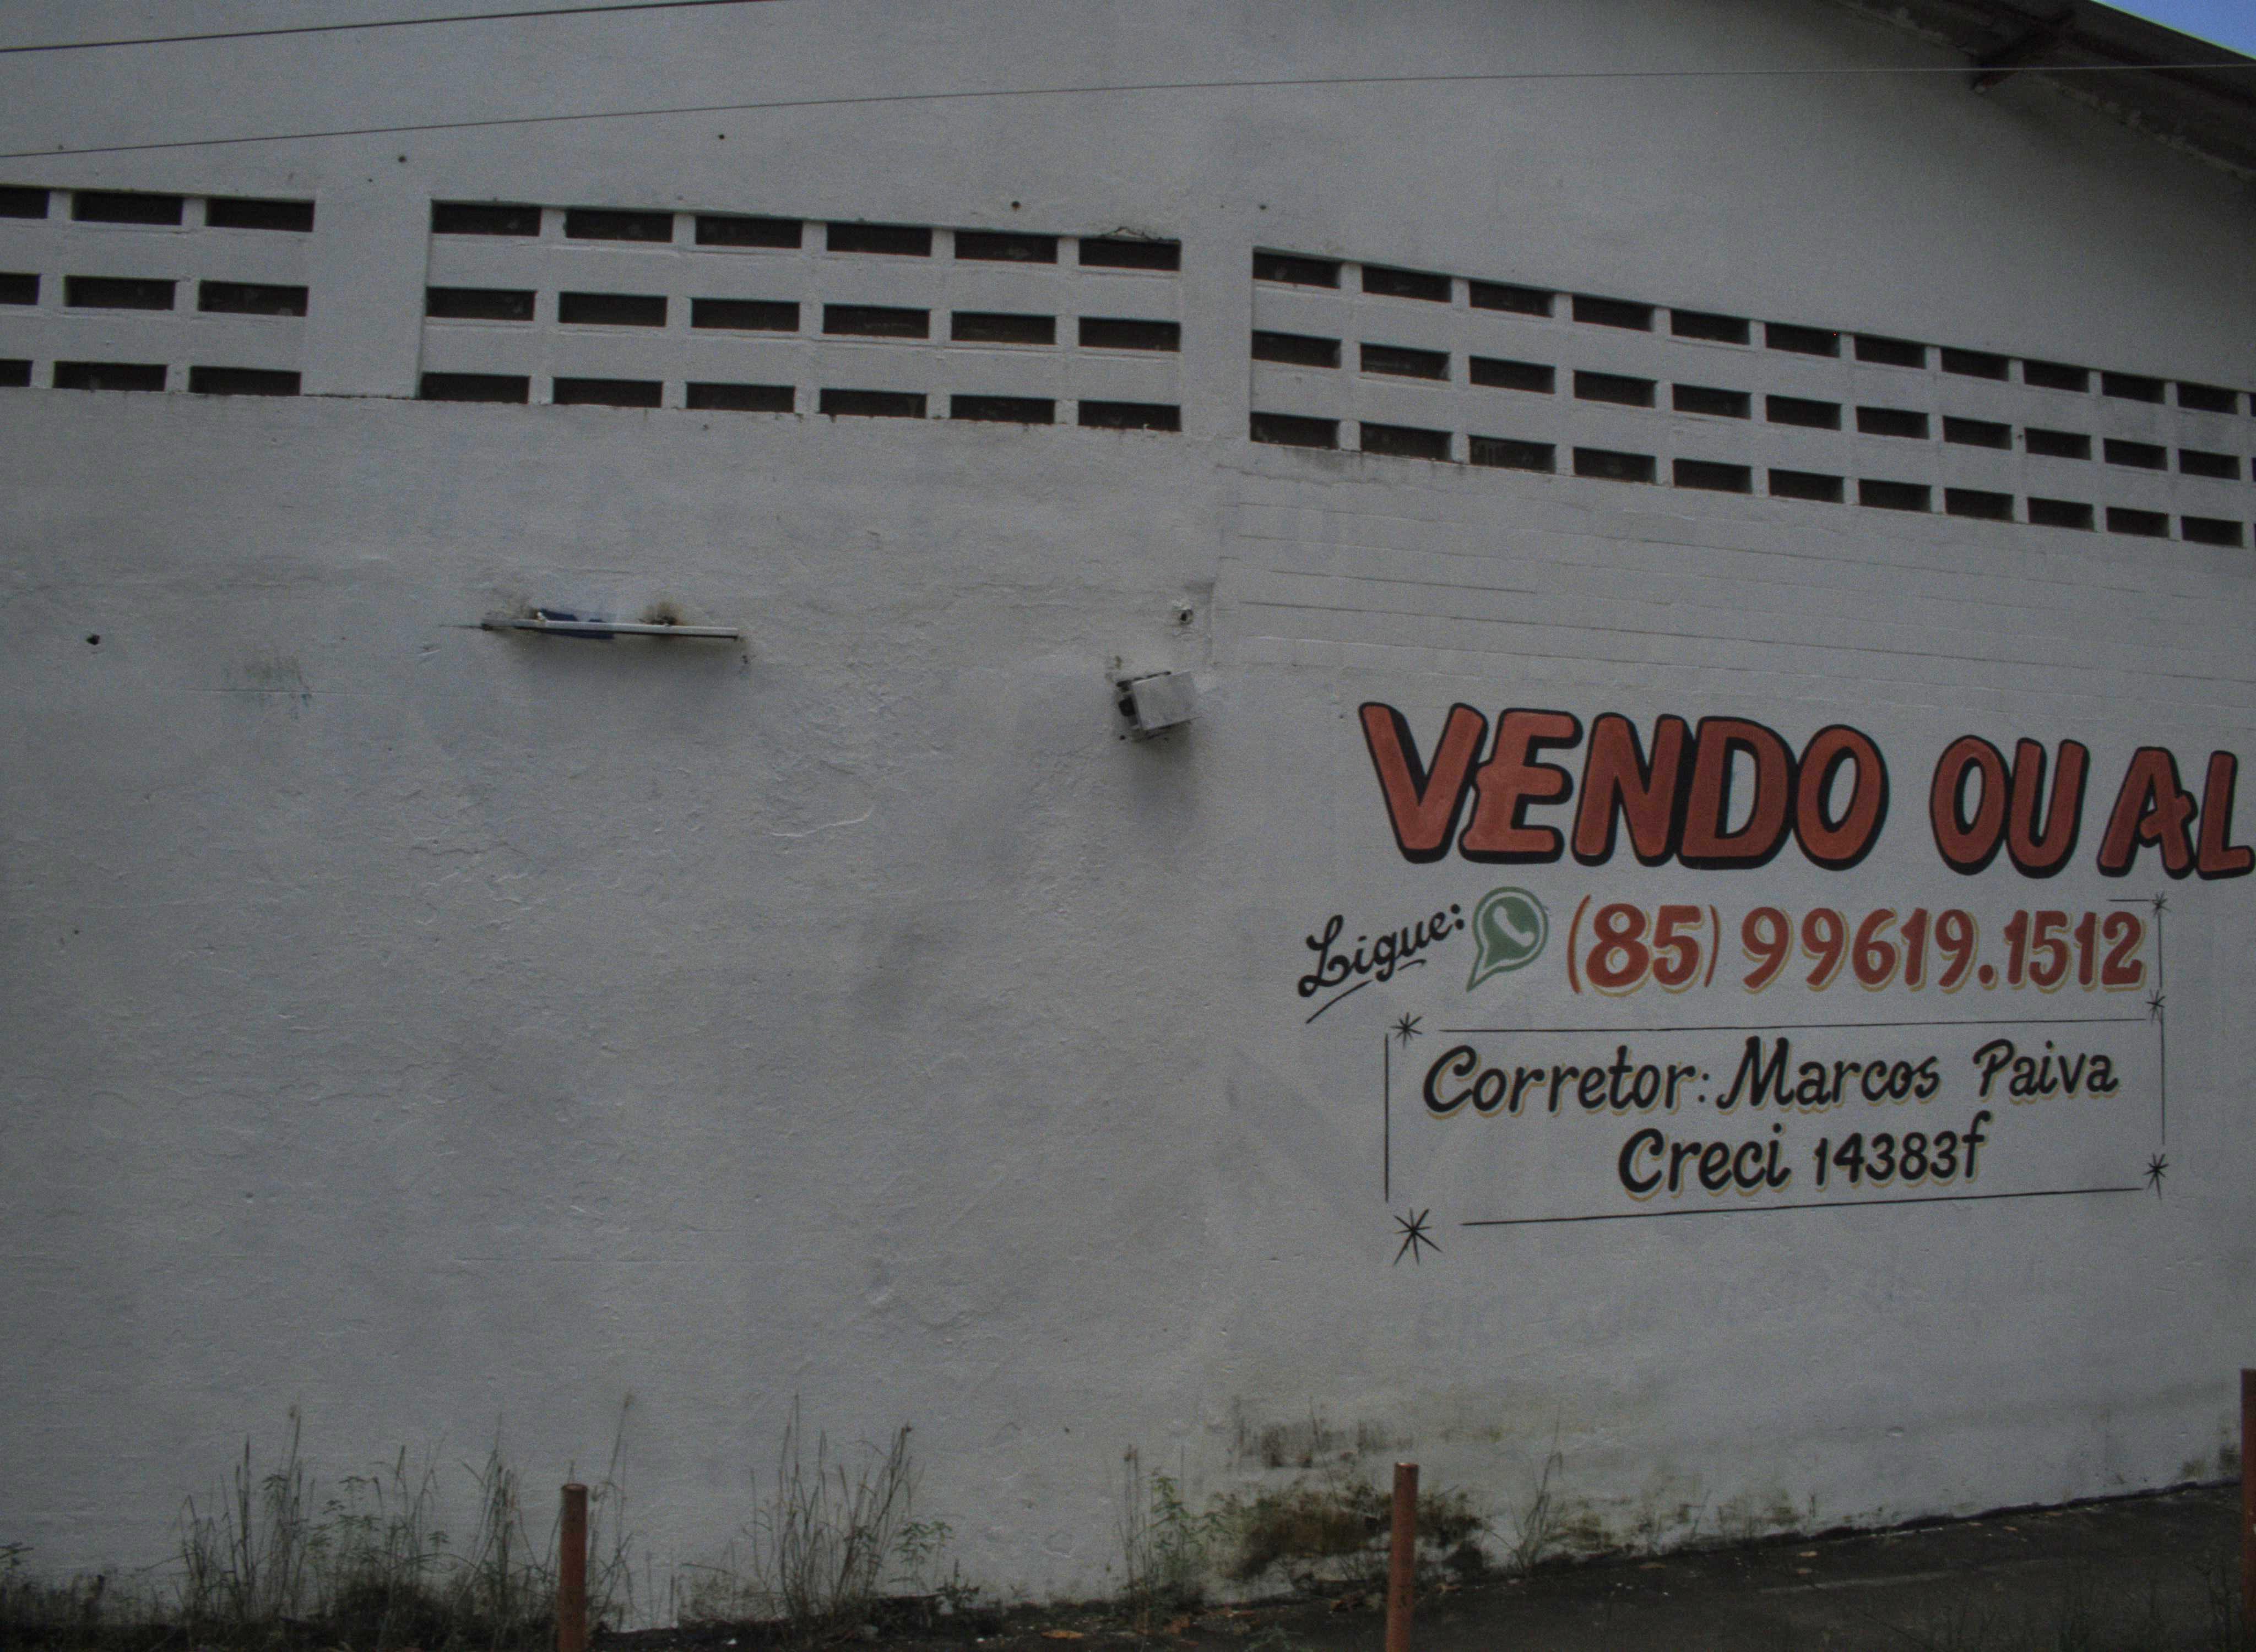 VENDO OU AL
Ligue: (85) 99619.1512
Corretor: Marcos Paiva
Creci 14383f